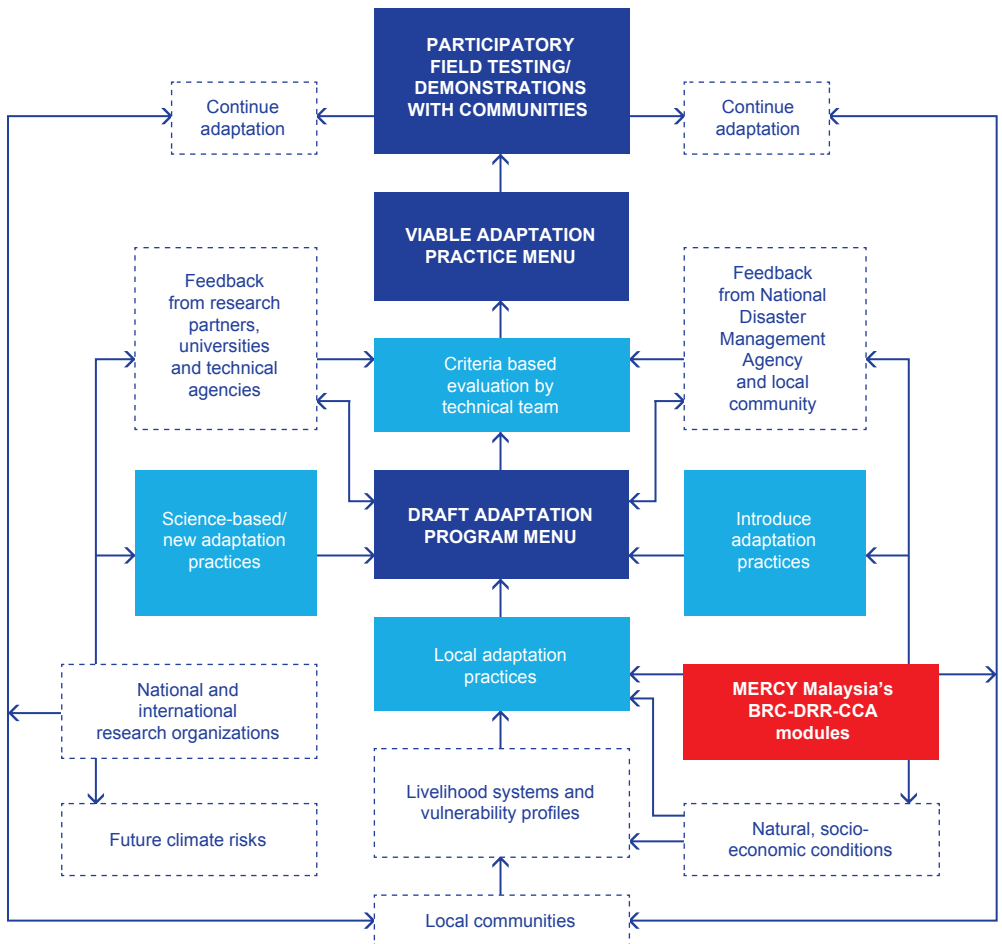 PARTICIPATORY
FIELD TESTING/
DEMONSTRATIONS
WITH COMMUNITIES
Continue
adaptation
Continue
adaptation
VIABLE ADAPTATION
PRACTICE MENU
Feedback
from research
partners,
universities
and technical
agencies
Criteria based
evaluation by
technical team
Feedback
from National
Disaster
Management
Agency
and local
community
Science-based/
new adaptation
practices
DRAFT ADAPTATION
PROGRAM MENU
Introduce
adaptation
practices
Local adaptation
practices
National and
international
research organizations
MERCY Malaysia's
BRC-DRR-CCA
modules
Livelihood systems and
vulnerability profiles
Future climate risks
Natural, socio-
economic conditions
Local communities